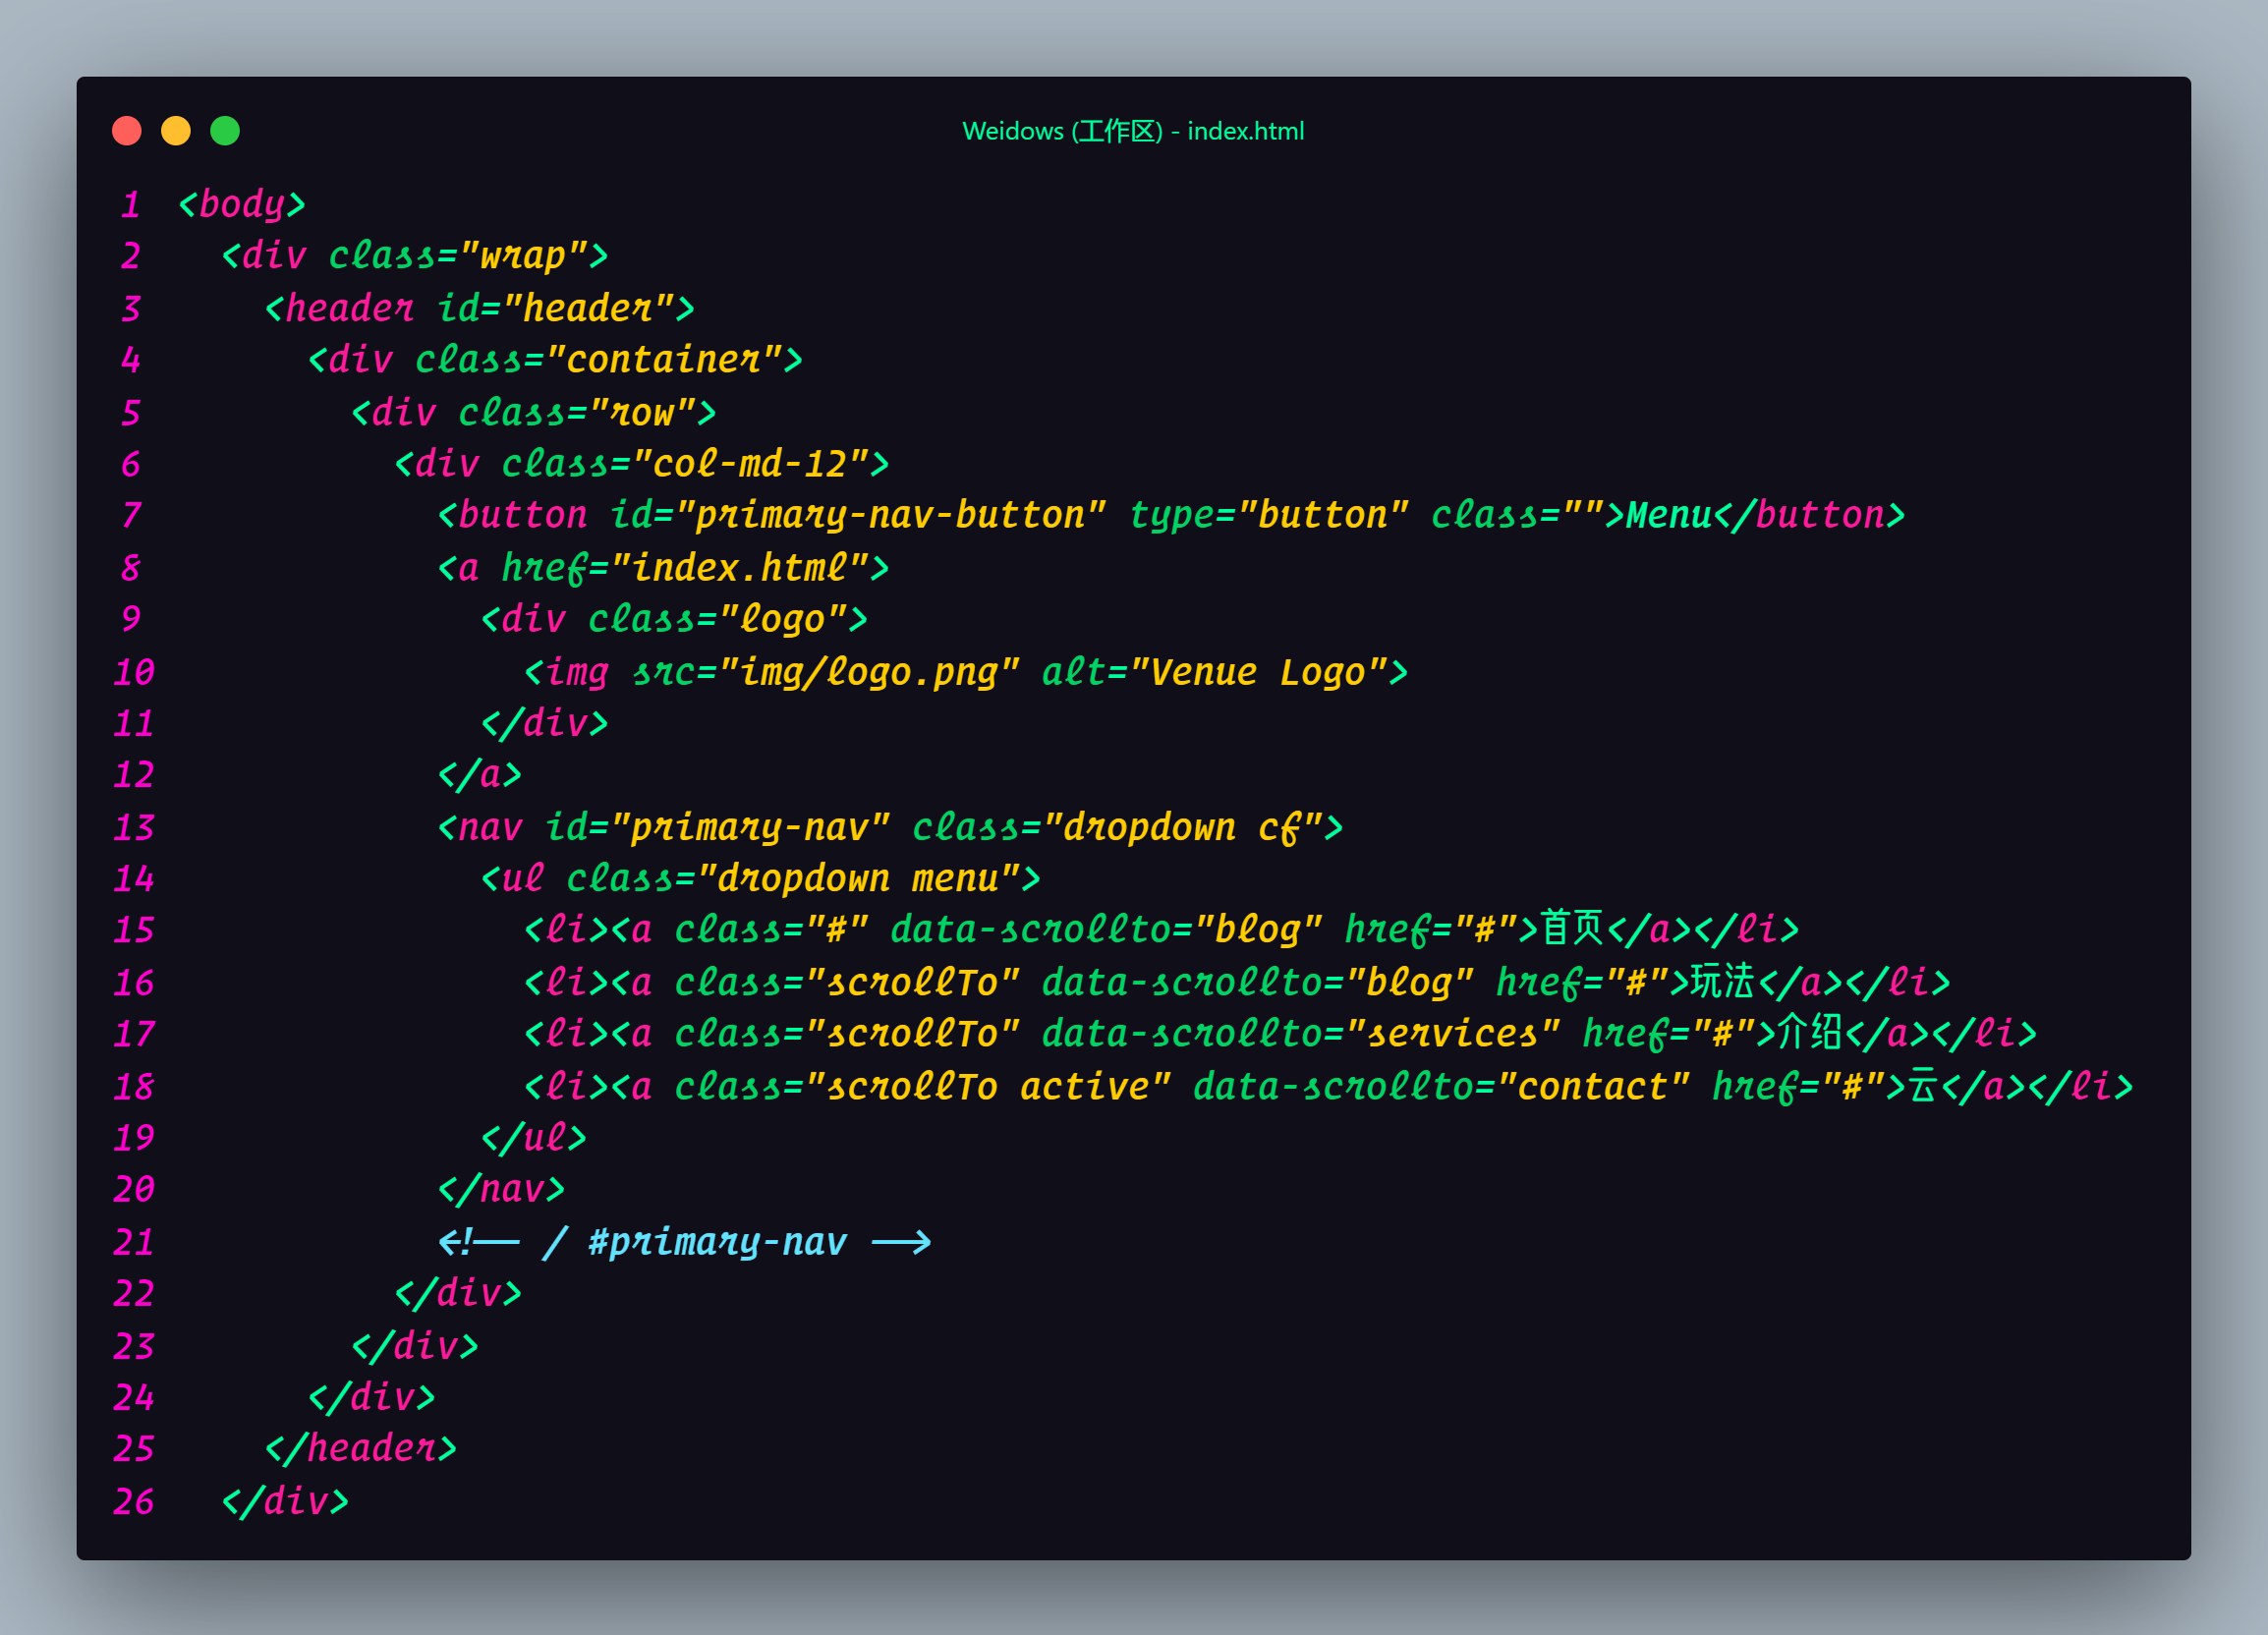 Weidows (工作区) - index.html
1 <body>
2   <div class="wrap">
3     <header id="header">
4       <div class="container">
5         <div class="row">
6           <div class="col-md-12">
7             <button id="primary-nav-button" type="button" class="">Menu</button>
8             <a href="index.html">
9               <div class="logo">
10                <img src="img/logo.png" alt="Venue Logo">
11              </div>
12            </a>
13            <nav id="primary-nav" class="dropdown cf">
14              <ul class="dropdown menu">
15                <li><a class="#" data-scrollto="blog" href="#">首页</a></li>
16                <li><a class="scrollTo" data-scrollto="blog" href="#">玩法</a></li>
17                <li><a class="scrollTo" data-scrollto="services" href="#">介绍</a></li>
18                <li><a class="scrollTo active" data-scrollto="contact" href="#">云</a></li>
19              </ul>
20            </nav>
21            <!-- / #primary-nav -->
22          </div>
23        </div>
24      </div>
25    </header>
26  </div>